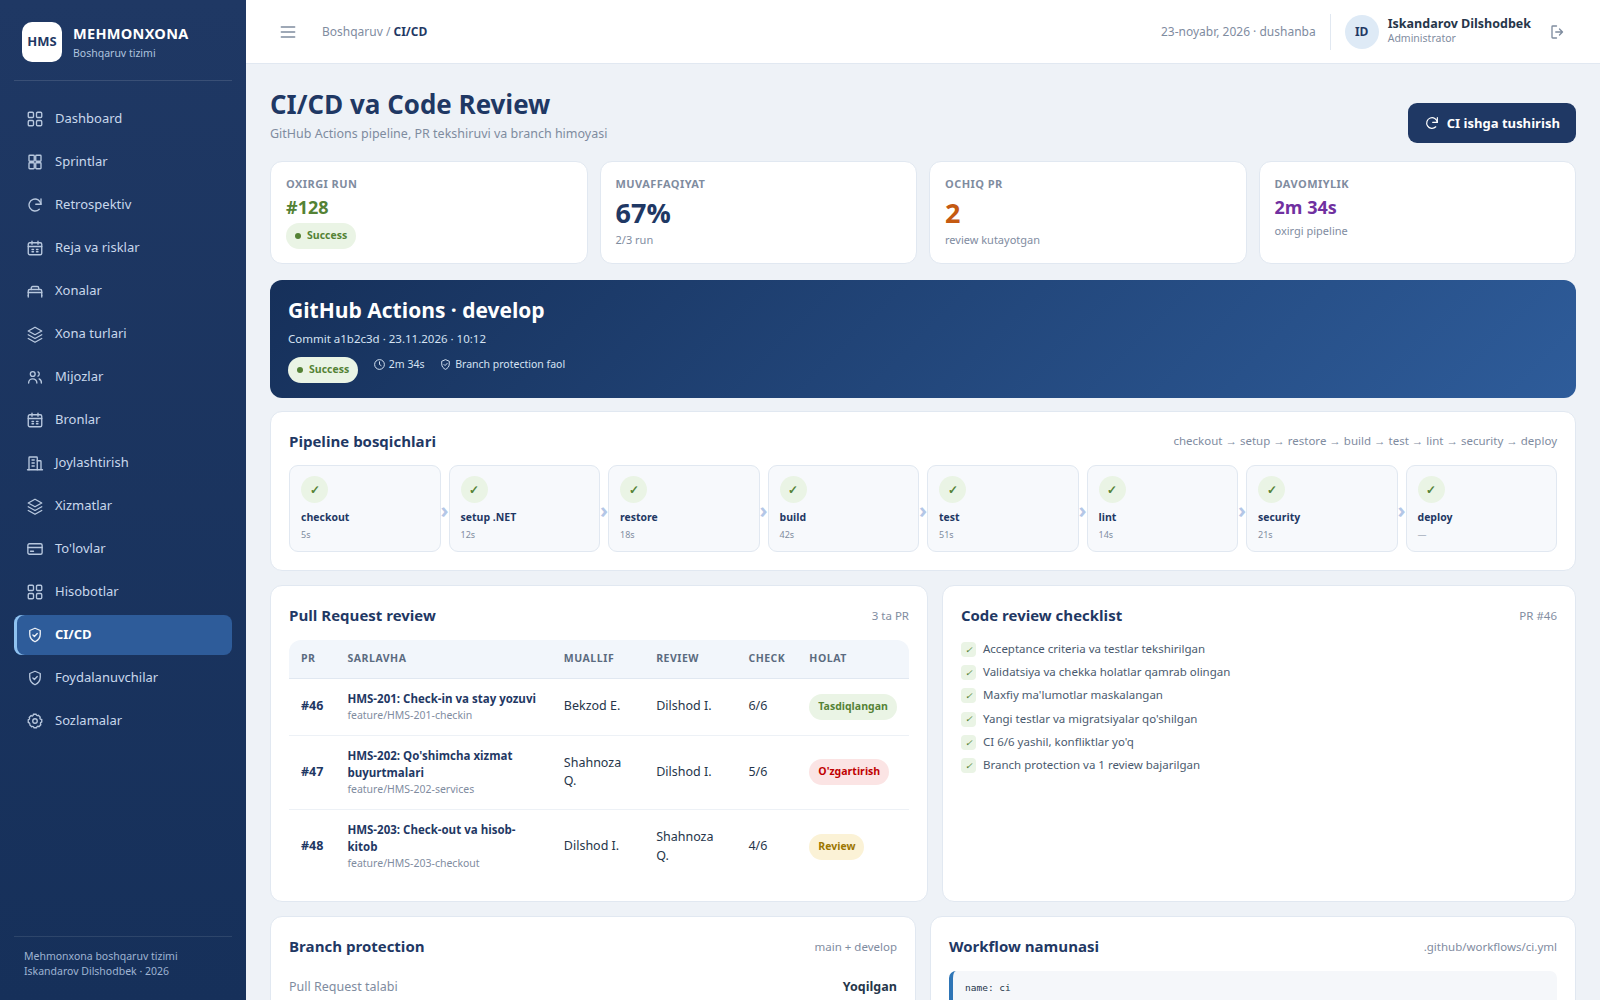 HMS
MEHMONXONA
Boshqaruv tizimi
Dashboard
Sprintlar
Retrospektiv
Reja va risklar
Xonalar
Xona turlari
Mijozlar
Bronlar
Joylashtirish
Xizmatlar
To'lovlar
Hisobotlar
CI/CD
Foydalanuvchilar
Sozlamalar
Mehmonxona boshqaruv tizimi
Iskandarov Dilshodbek · 2026
Boshqaruv / CI/CD
23-noyabr, 2026 · dushanba
ID
Iskandarov Dilshodbek
Administrator
CI/CD va Code Review
GitHub Actions pipeline, PR tekshiruvi va branch himoyasi
CI ishga tushirish
OXIRGI RUN
#128
Success
MUVAFFAQIYAT
67%
2/3 run
OCHIQ PR
2
review kutayotgan
DAVOMIYLIK
2m 34s
oxirgi pipeline
GitHub Actions · develop
Commit a1b2c3d · 23.11.2026 · 10:12
Success 2m 34s Branch protection faol
Pipeline bosqichlari
checkout → setup → restore → build → test → lint → security → deploy
✓ ✓ ✓ ✓ ✓ ✓ ✓ ✓
checkout › setup .NET › restore › build › test › lint › security › deploy
5s 12s 18s 42s 51s 14s 21s —
Pull Request review
3 ta PR
PR SARLAVHA MUALLIF REVIEW CHECK HOLAT
#46 HMS-201: Check-in va stay yozuvi Bekzod E. Dilshod I. 6/6 Tasdiqlangan
feature/HMS-201-checkin
#47 HMS-202: Qo'shimcha xizmat buyurtmalari Shahnoza Q. Dilshod I. 5/6 O'zgartirish
feature/HMS-202-services
#48 HMS-203: Check-out va hisob-kitob Dilshod I. Shahnoza Q. 4/6 Review
feature/HMS-203-checkout
Code review checklist
PR #46
✓ Acceptance criteria va testlar tekshirilgan
✓ Validatsiya va chekka holatlar qamrab olingan
✓ Maxfiy ma'lumotlar maskalangan
✓ Yangi testlar va migratsiyalar qo'shilgan
✓ CI 6/6 yashil, konfliktlar yo'q
✓ Branch protection va 1 review bajarilgan
Branch protection
main + develop
Pull Request talabi Yoqilgan
Workflow namunasi
.github/workflows/ci.yml
name: ci